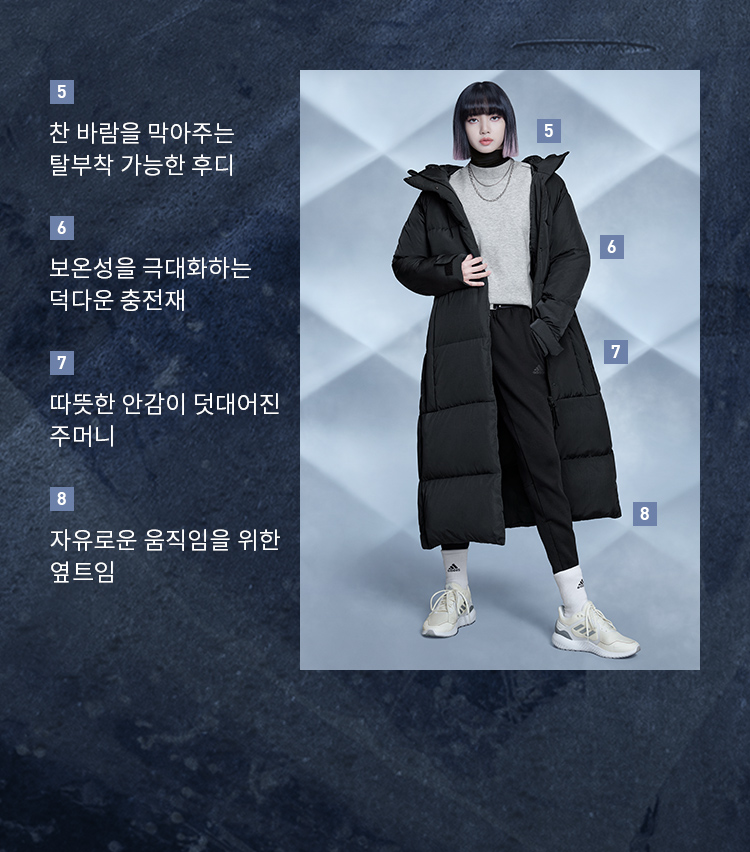 5
찬 바람을 막아주는
탈부착 가능한 후디
6
보온성을 극대화하는
덕다운 충전재
7
따뜻한 안감이 덧대어진
주머니
8
자유로운 움직임을 위한
옆트임
5
6
7
8